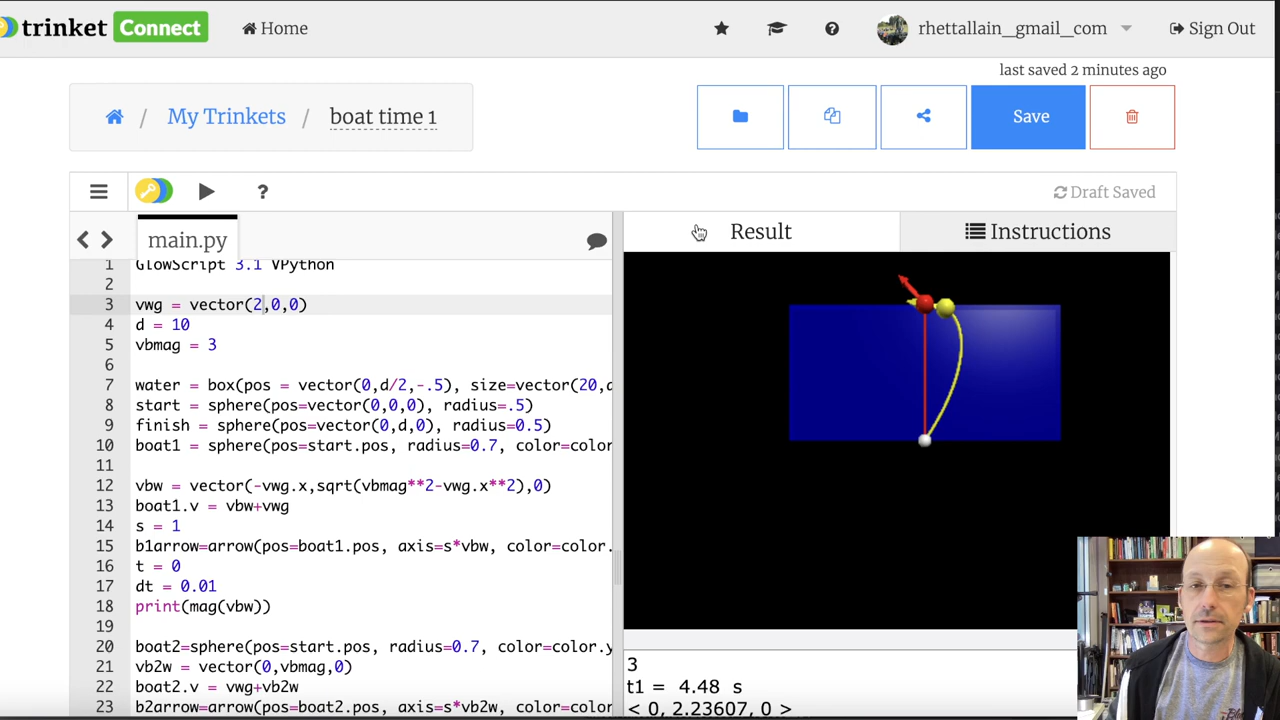 trinket Connect Home rhettallain_gmail_com Sign Out
last saved 2 minutes ago
/ My Trinkets / boat time 1 Save
? Draft Saved
main.py Result Instructions
1 GlowScript 3.1 VPython
2
3 vwg = vector(2,0,0)
4 d = 10
5 vbmag = 3
6
7 water = box(pos = vector(0,d/2,-.5), size=vector(20,
8 start = sphere(pos=vector(0,0,0), radius=.5)
9 finish = sphere(pos=vector(0,d,0), radius=0.5)
10 boat1 = sphere(pos=start.pos, radius=0.7, color=color
11
12 vbw = vector(-vwg.x,sqrt(vbmag**2-vwg.x**2),0)
13 boat1.v = vbw+vwg
14 s = 1
15 b1arrow=arrow(pos=boat1.pos, axis=s*vbw, color=color.
16 t = 0
17 dt = 0.01
18 print(mag(vbw))
19
20 boat2=sphere(pos=start.pos, radius=0.7, color=color.y
21 vb2w = vector(0,vbmag,0)
22 boat2.v = vwg+vb2w
23 b2arrow=arrow(pos=boat2.pos, axis=s*vb2w, color=color
3
t1 = 4.48 s
< 0, 2.23607, 0 >